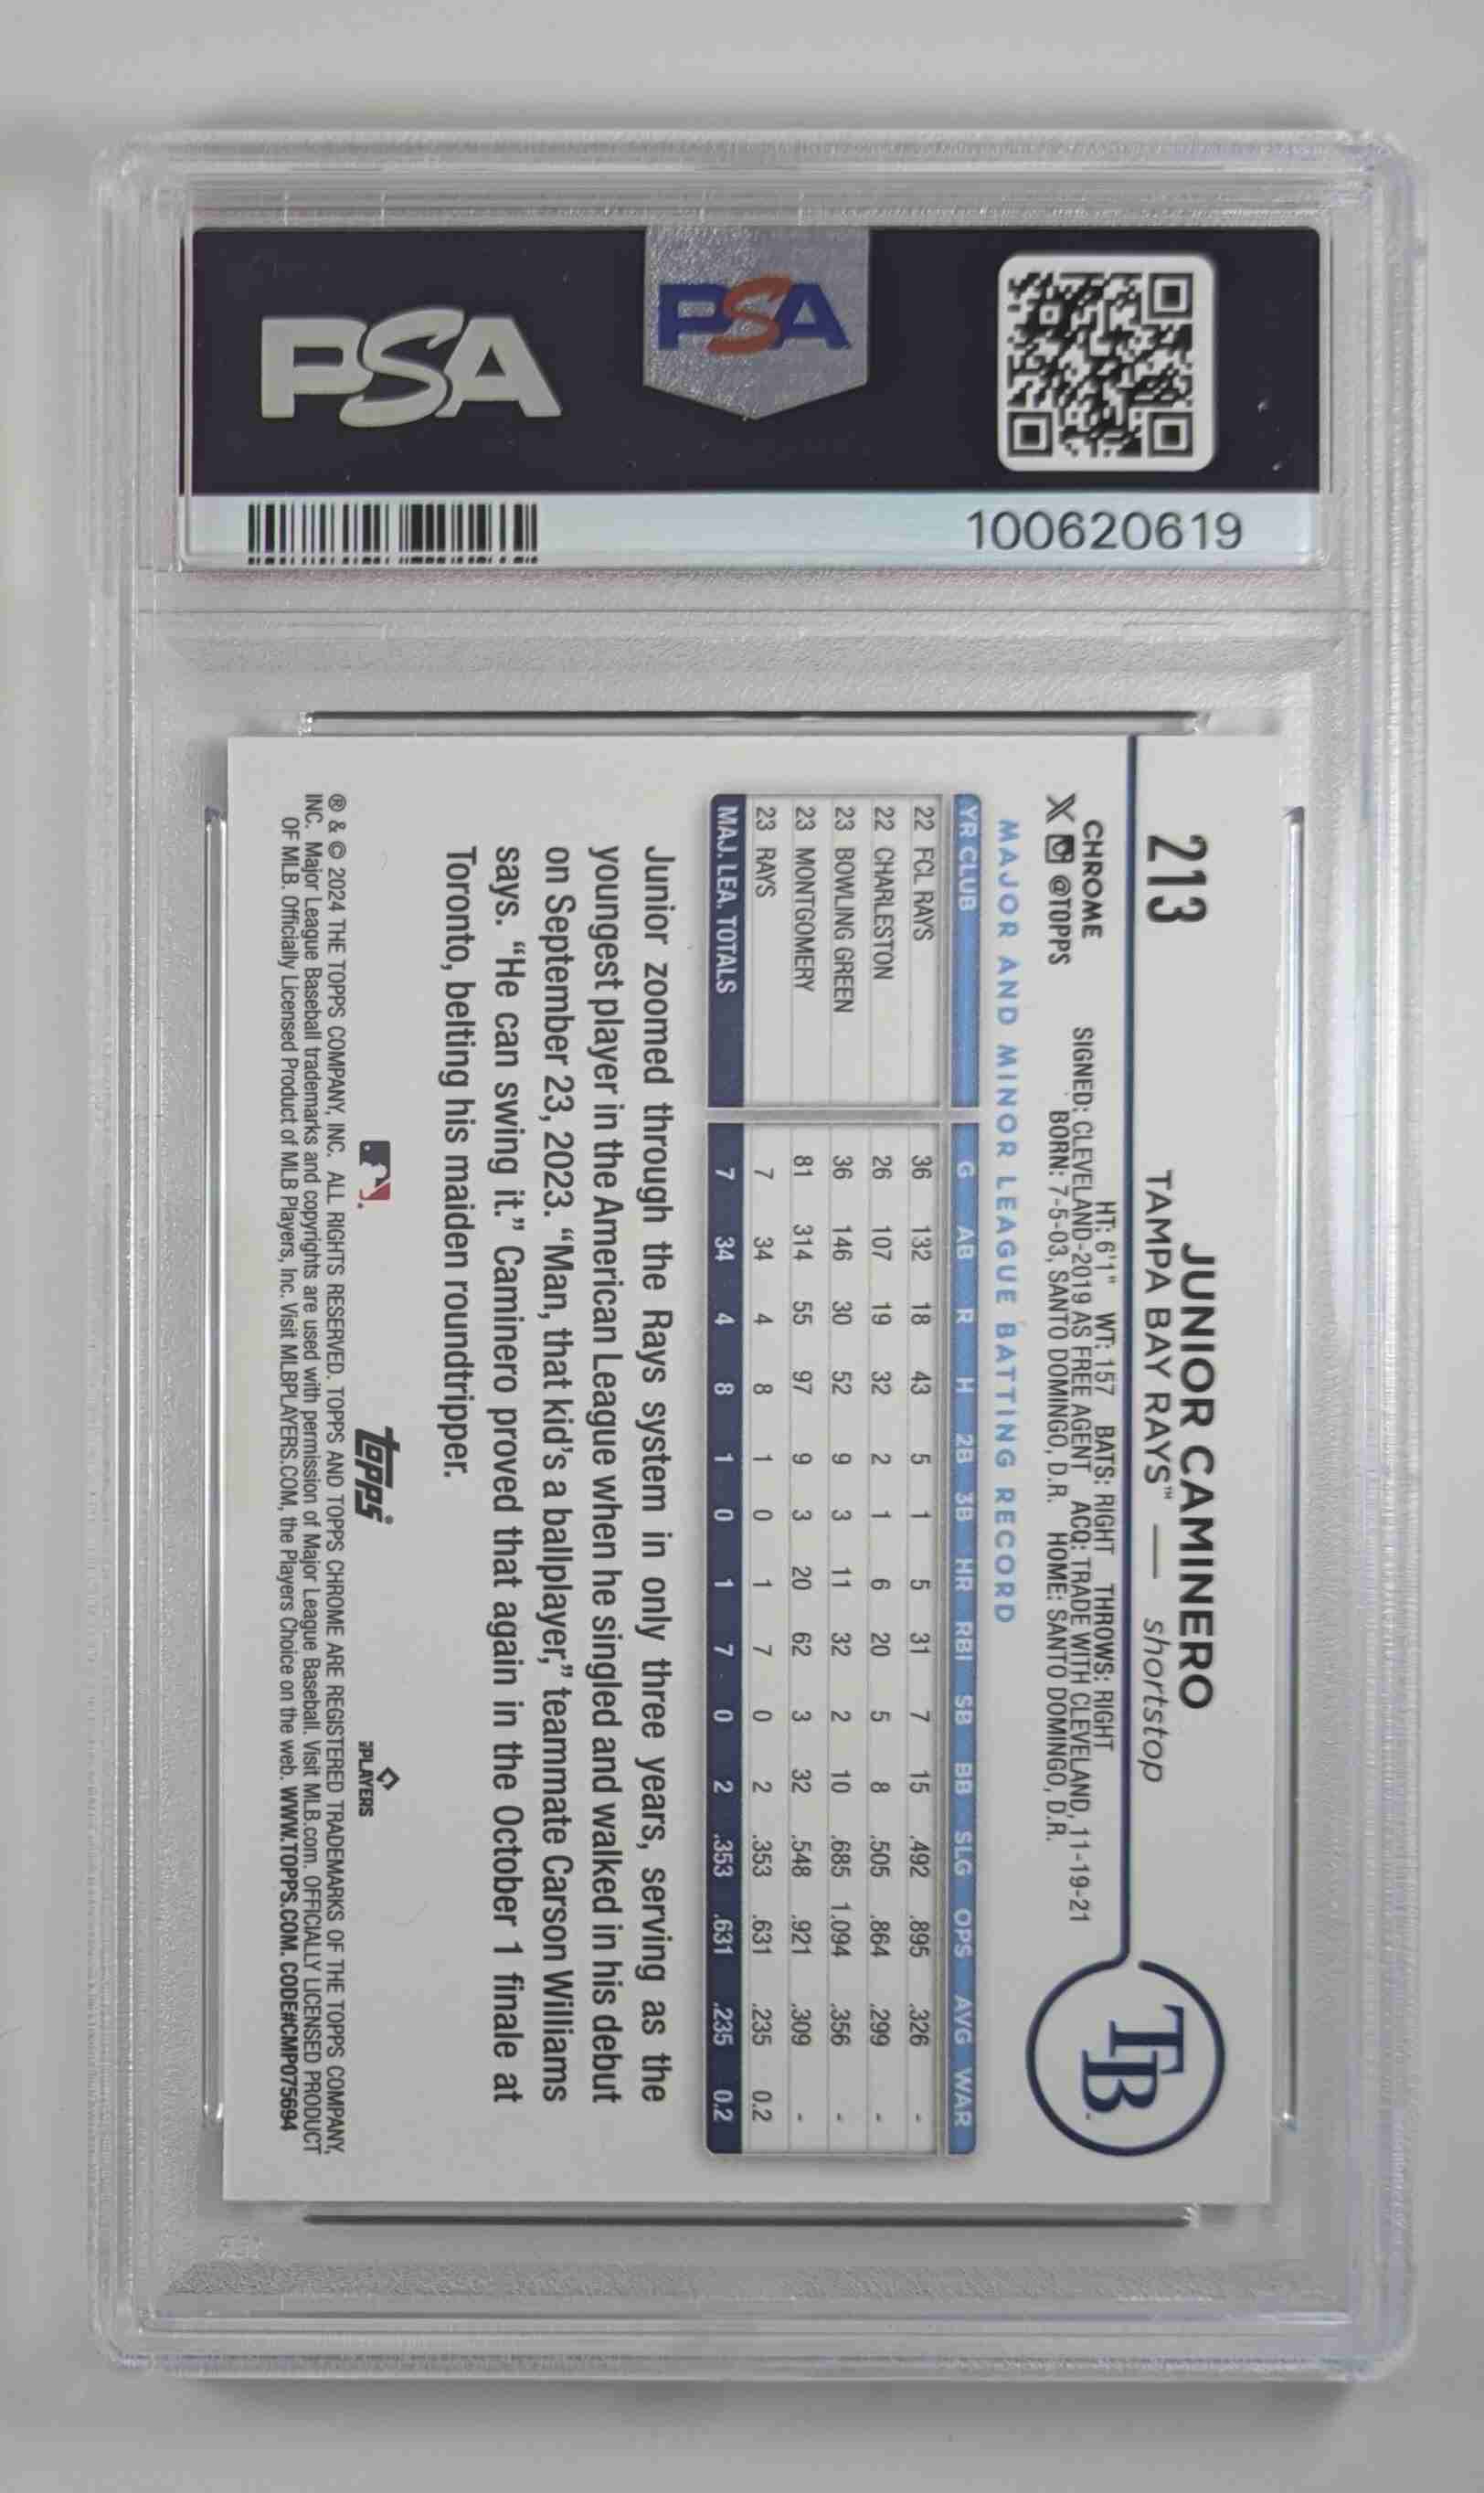 PSA
PSA
100620619
213
JUNIOR CAMINERO
TAMPA BAY RAYS™ — shortstop
CHROME
@TOPPS
HT: 6'1" WT: 157 BATS: RIGHT THROWS: RIGHT
SIGNED: CLEVELAND-2019 AS FREE AGENT ACQ: TRADE WITH CLEVELAND, 11-19-21
BORN: 7-5-03, SANTO DOMINGO, D.R. HOME: SANTO DOMINGO, D.R.
TB
MAJOR AND MINOR LEAGUE BATTING RECORD
YR CLUB G AB R H 2B 3B HR RBI SB BB SLG OPS AVG WAR
22 FCL RAYS 36 132 18 43 5 1 5 31 7 15 .492 .895 .326 -
22 CHARLESTON 26 107 19 32 2 1 6 20 5 8 .505 .864 .299 -
23 BOWLING GREEN 36 146 30 52 9 3 11 32 2 10 .685 1.094 .356 -
23 MONTGOMERY 81 314 55 97 9 3 20 62 3 32 .548 .921 .309 -
23 RAYS 7 34 4 8 1 0 1 7 0 2 .353 .631 .235 0.2
MAJ. LEA. TOTALS 7 34 4 8 1 0 1 7 0 2 .353 .631 .235 0.2
Junior zoomed through the Rays system in only three years, serving as the
youngest player in the American League when he singled and walked in his debut
on September 23, 2023. “Man, that kid’s a ballplayer,” teammate Carson Williams
says. “He can swing it.” Caminero proved that again in the October 1 finale at
Toronto, belting his maiden roundtripper.
topps®
PLAYERS
® & © 2024 THE TOPPS COMPANY, INC. ALL RIGHTS RESERVED. TOPPS AND TOPPS CHROME ARE REGISTERED TRADEMARKS OF THE TOPPS COMPANY,
INC. Major League Baseball trademarks and copyrights are used with permission of Major League Baseball. Visit MLB.com. OFFICIALLY LICENSED PRODUCT
OF MLB. Officially Licensed Product of MLB Players, Inc. Visit MLBPLAYERS.COM, the Players Choice on the web. WWW.TOPPS.COM. CODE#CMP075694